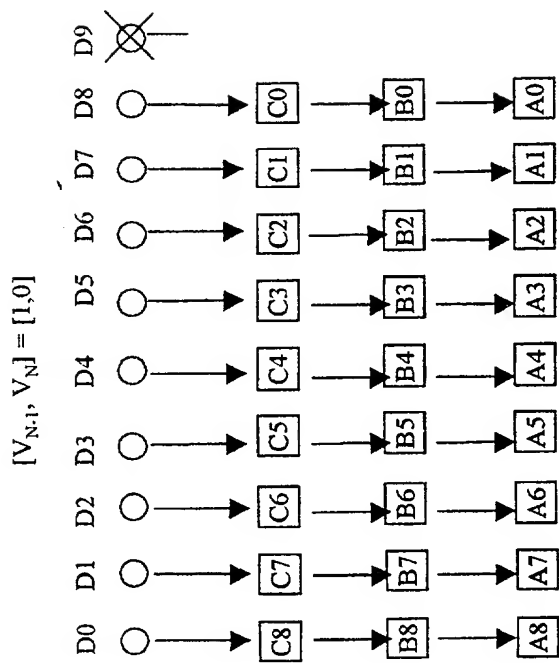 [V_{N-1}, V_N] = [1,0]
D0 D1 D2 D3 D4 D5 D6 D7 D8 D9
C8 C7 C6 C5 C4 C3 C2 C1 C0
B8 B7 B6 B5 B4 B3 B2 B1 B0
A8 A7 A6 A5 A4 A3 A2 A1 A0